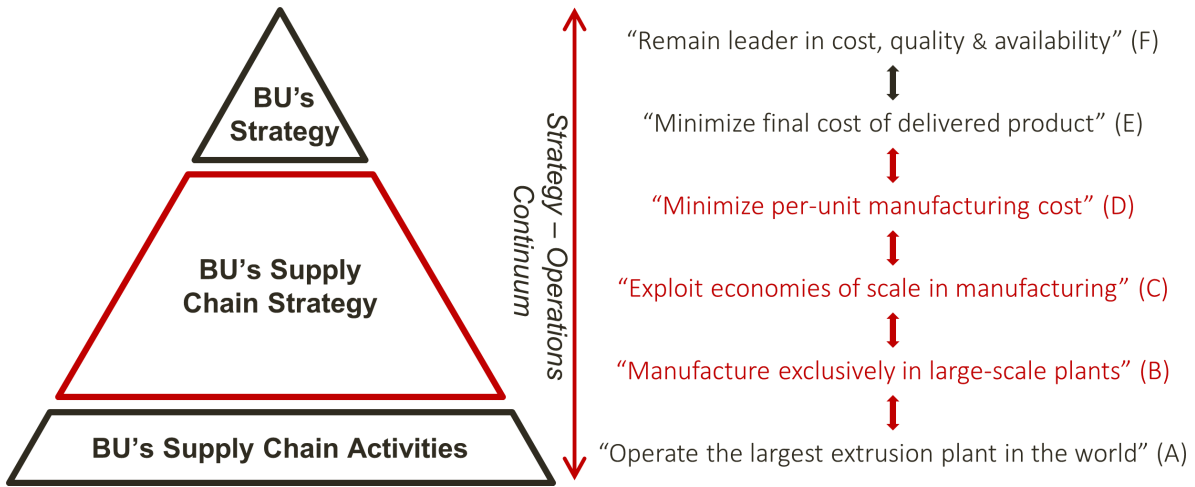 BU's
Strategy
BU's Supply
Chain Strategy
BU's Supply Chain Activities
Strategy – Operations
Continuum
“Remain leader in cost, quality & availability” (F)
“Minimize final cost of delivered product” (E)
“Minimize per-unit manufacturing cost” (D)
“Exploit economies of scale in manufacturing” (C)
“Manufacture exclusively in large-scale plants” (B)
“Operate the largest extrusion plant in the world” (A)